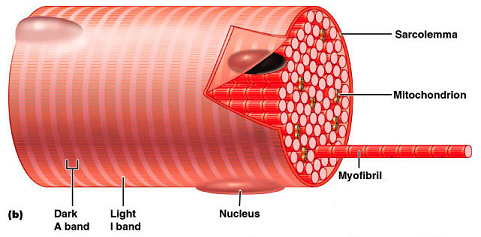 Sarcolemma
Mitochondrion
Myofibril
(b)
Dark
A band
Light
I band
Nucleus